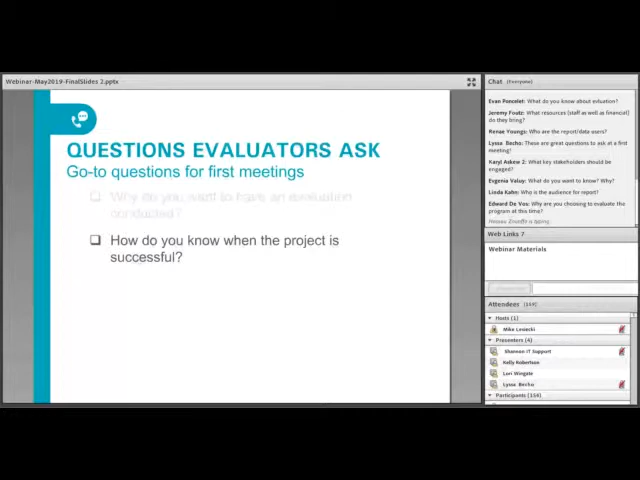 Webinar-May2019-FinalSlides 2.pptx
QUESTIONS EVALUATORS ASK
Go-to questions for first meetings
❑ Why do you want to have an evaluation
conducted?
❑ How do you know when the project is
successful?
Chat (Everyone)
Evan Poncelet: What do you know about evluation?
Jeremy Foutz: What resources (staff as well as financial)
do they bring?
Renae Youngs: Who are the report/data users?
Lyssa Becho: These are great questions to ask at a first
meeting!
Karyl Askew 2: What key stakeholders should be
engaged?
What do you want to know? Why?
Linda Kahn: Who is the audience for report?
Edward De Vos: Why are you choosing to evaluate the
program at this time?
is typing
Web Links 7
Webinar Materials
Attendees
Hosts (1)
Mike Lesiecki
Presenters (4)
Shannon IT Support
Kelly Robertson
Lori Wingate
Lyssa Becho
Participants (154)